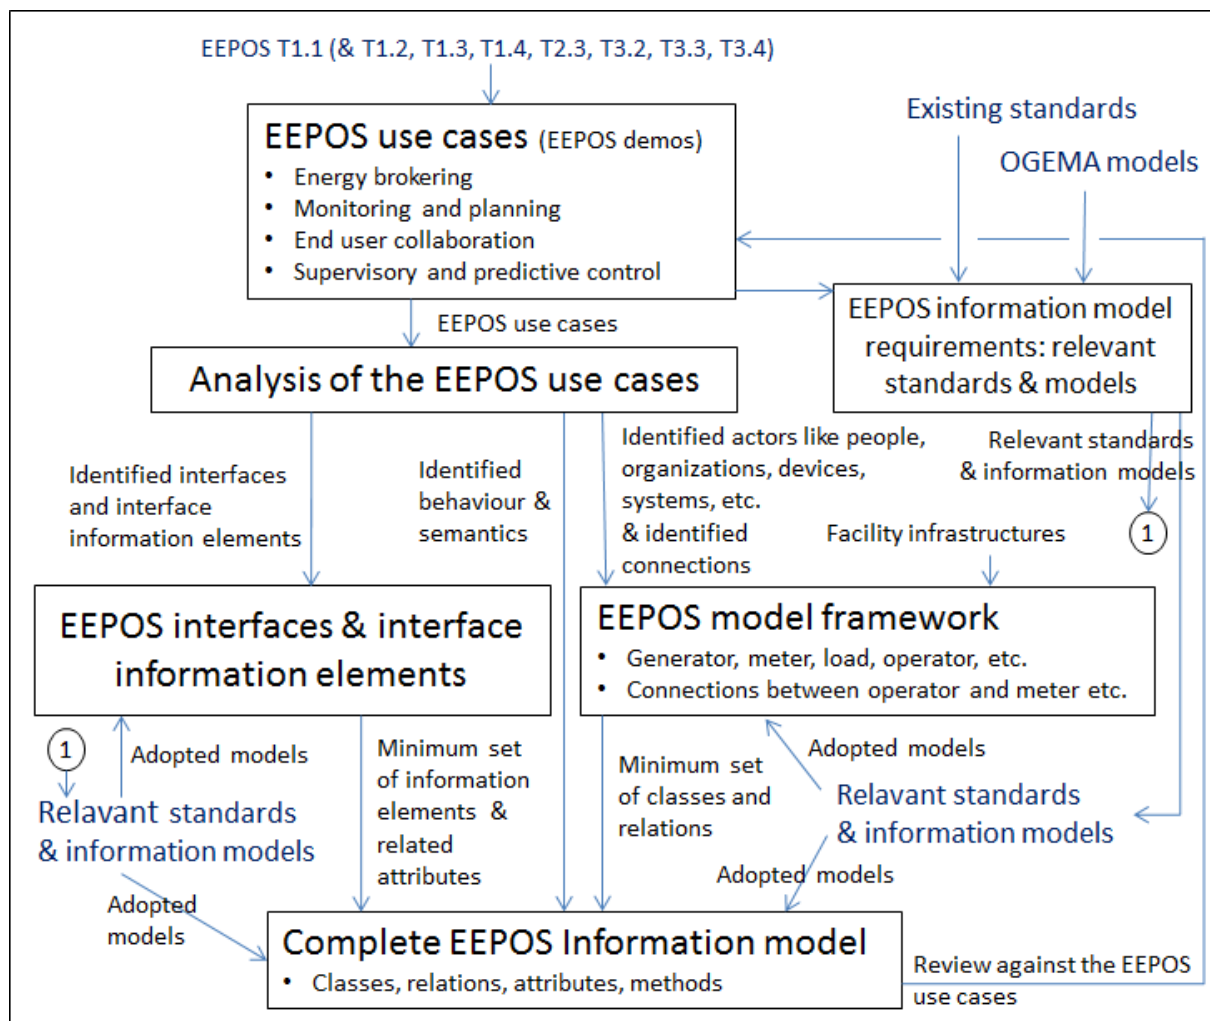 EEPOS T1.1 (& T1.2, T1.3, T1.4, T2.3, T3.2, T3.3, T3.4)
EEPOS use cases (EEPOS demos)
• Energy brokering
• Monitoring and planning
• End user collaboration
• Supervisory and predictive control
Existing standards
OGEMA models
EEPOS information model
requirements: relevant
standards & models
EEPOS use cases
Analysis of the EEPOS use cases
Identified interfaces
and interface
information elements
Identified
behaviour &
semantics
Identified actors like people,
organizations, devices,
systems, etc.
& identified
connections
Relevant standards
& information models
1
Facility infrastructures
EEPOS interfaces & interface
information elements
EEPOS model framework
• Generator, meter, load, operator, etc.
• Connections between operator and meter etc.
1
Adopted models
Relavant standards
& information models
Minimum set
of information
elements &
related
attributes
Minimum set
of classes and
relations
Adopted models
Relavant standards
& information models
Adopted models
Adopted
models
Complete EEPOS Information model
• Classes, relations, attributes, methods
Review against the EEPOS
use cases